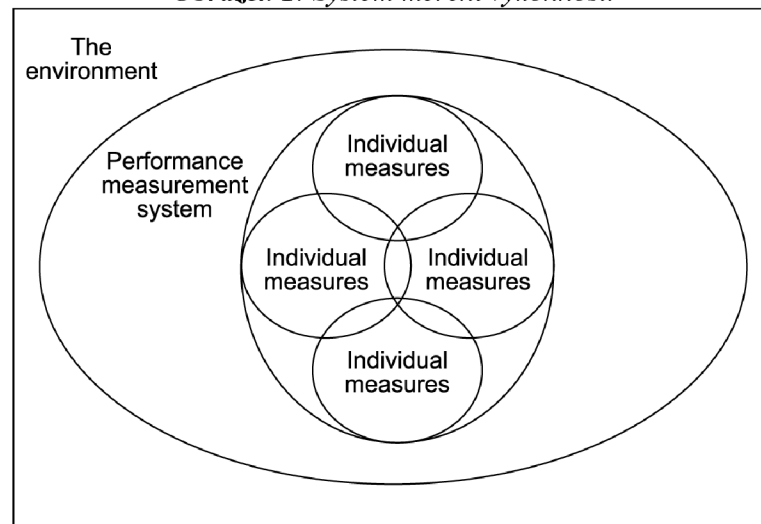 The
environment
Performance
measurement
system
Individual
measures
Individual
measures
Individual
measures
Individual
measures